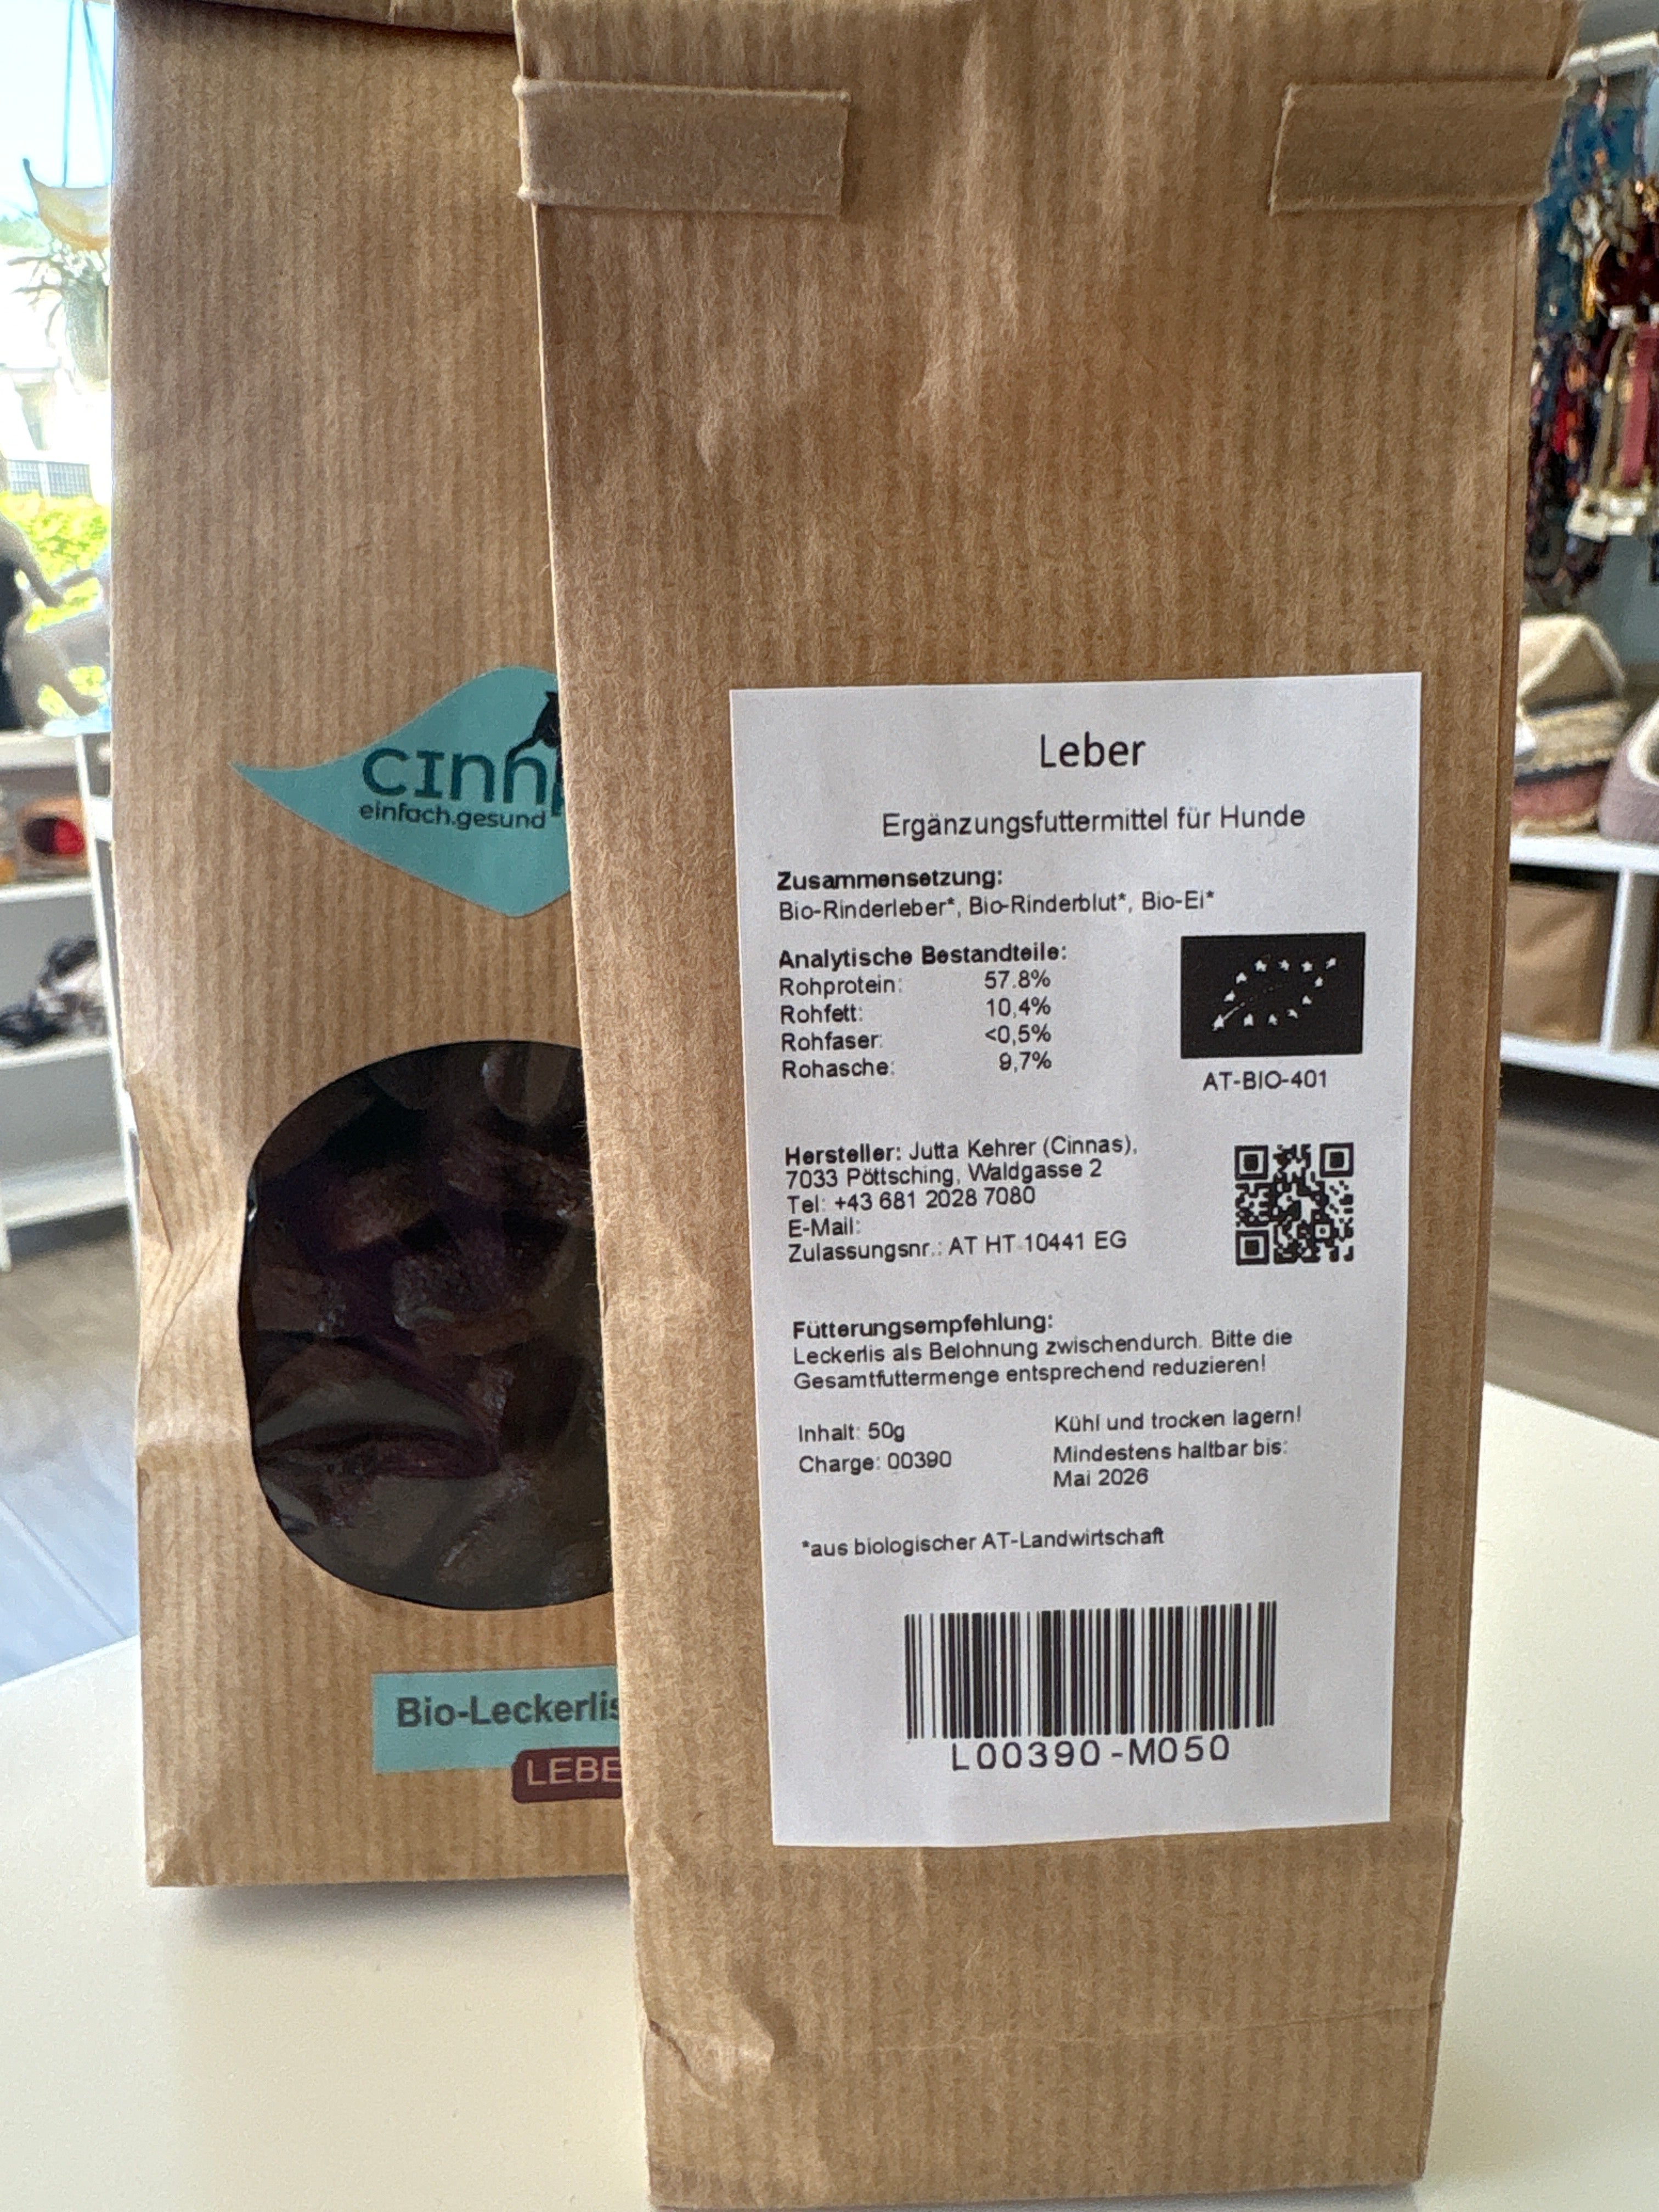 cinn
einfach.gesund
Bio-Leckerlis
LEBE
Leber
Ergänzungsfuttermittel für Hunde
Zusammensetzung:
Bio-Rinderleber*, Bio-Rinderblut*, Bio-Ei*
Analytische Bestandteile:
Rohprotein: 57.8%
Rohfett: 10,4%
Rohfaser: <0,5%
Rohasche: 9,7%
AT-BIO-401
Hersteller: Jutta Kehrer (Cinnas),
7033 Pöttsching, Waldgasse 2
Tel: +43 681 2028 7080
E-Mail:
Zulassungsnr.: AT HT 10441 EG
Fütterungsempfehlung:
Leckerlis als Belohnung zwischendurch. Bitte die
Gesamtfuttermenge entsprechend reduzieren!
Inhalt: 50g
Charge: 00390
Kühl und trocken lagern!
Mindestens haltbar bis:
Mai 2026
*aus biologischer AT-Landwirtschaft
L00390-M050